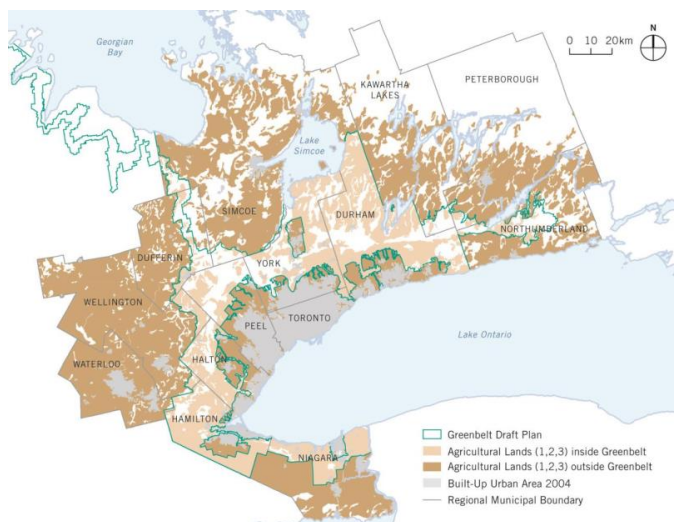 Georgian
Bay
0 10 20km
N
KAWARTHA
LAKES
PETERBOROUGH
Lake
Simcoe
SIMCOE
DURHAM
NORTHUMBERLAND
DUFFERIN
YORK
WELLINGTON
PEEL
TORONTO
Lake Ontario
WATERLOO
HALTON
HAMILTON
NIAGARA
Greenbelt Draft Plan
Agricultural Lands (1,2,3) inside Greenbelt
Agricultural Lands (1,2,3) outside Greenbelt
Built-Up Urban Area 2004
Regional Municipal Boundary